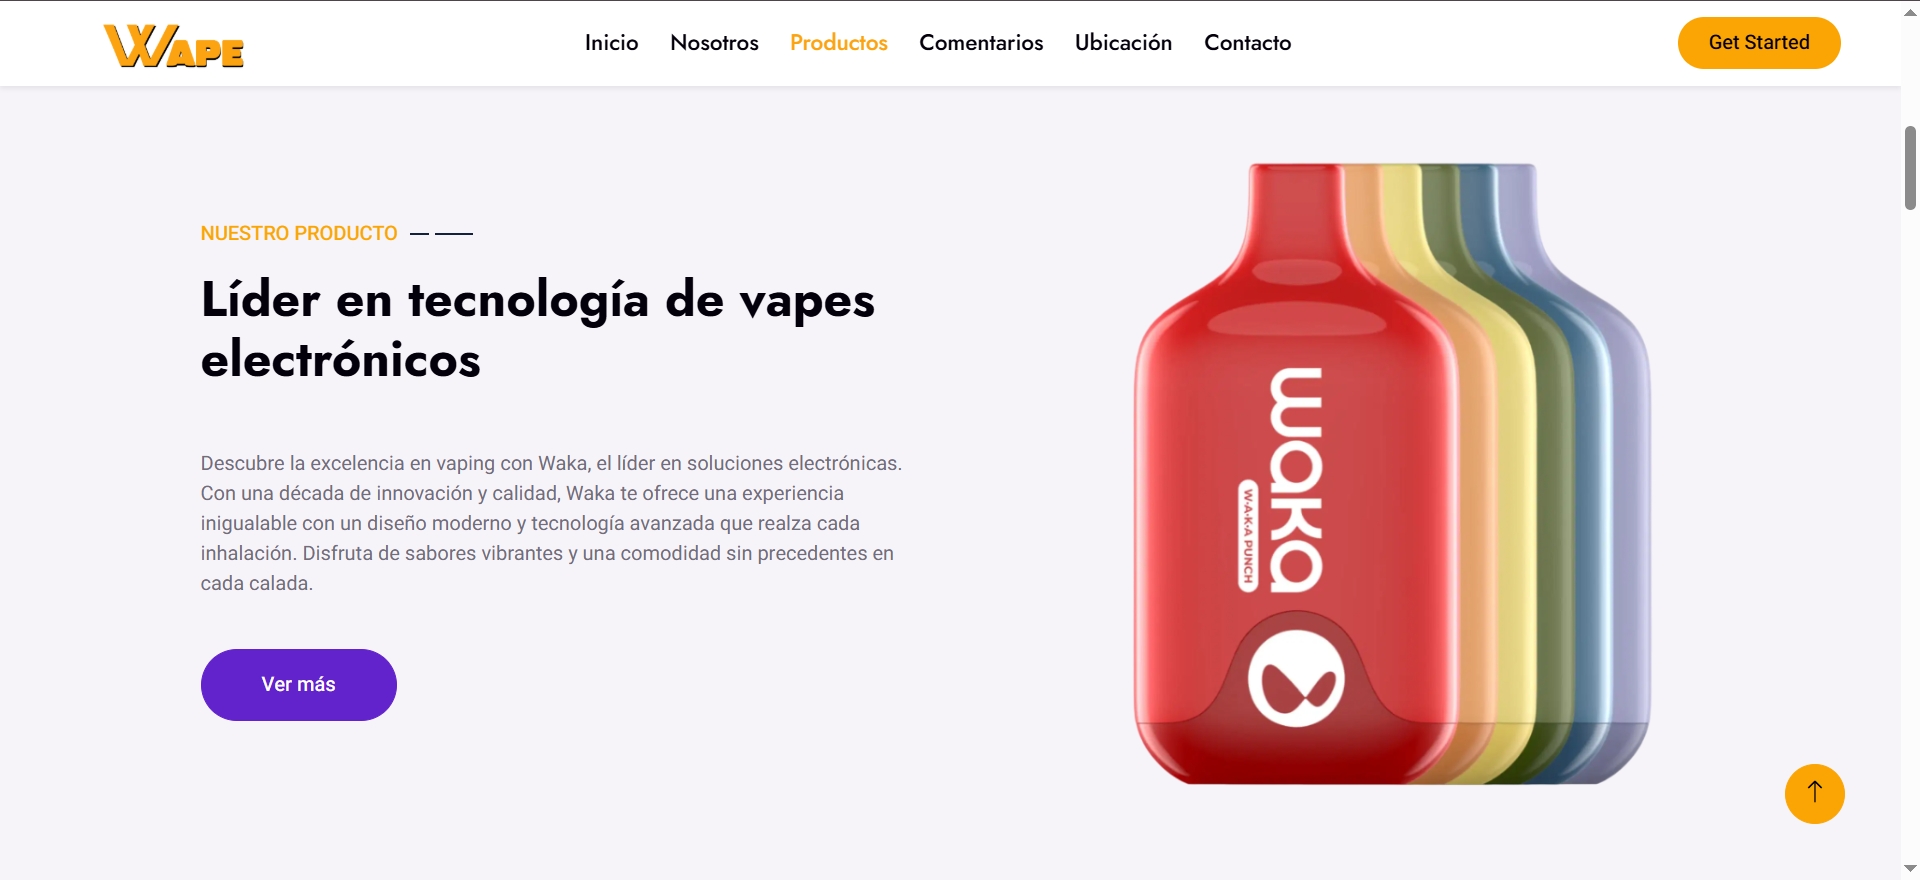 WAPE
Inicio Nosotros Productos Comentarios Ubicación Contacto
Get Started
NUESTRO PRODUCTO
Líder en tecnología de vapes
electrónicos
Descubre la excelencia en vaping con Waka, el líder en soluciones electrónicas.
Con una década de innovación y calidad, Waka te ofrece una experiencia
inigualable con un diseño moderno y tecnología avanzada que realza cada
inhalación. Disfruta de sabores vibrantes y una comodidad sin precedentes en
cada calada.
Ver más
waka
W·A·K·A PUNCH